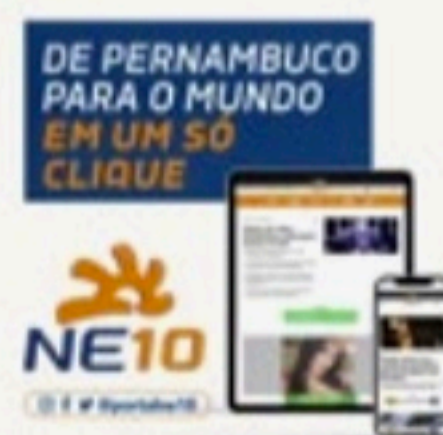 DE PERNAMBUCO
PARA O MUNDO
EM UM SÓ
CLIQUE
NE10
@portalne10